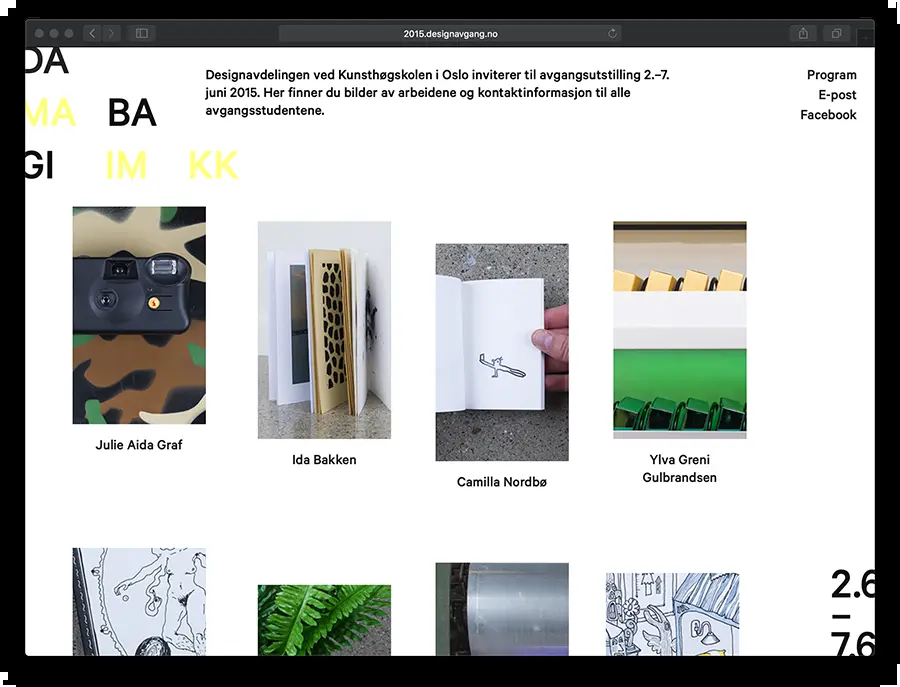 2015.designavgang.no
DA
MA BA
GI IM KK
Designavdelingen ved Kunsthøgskolen i Oslo inviterer til avgangsutstilling 2.–7.
juni 2015. Her finner du bilder av arbeidene og kontaktinformasjon til alle
avgangsstudentene.
Program
E-post
Facebook
Julie Aida Graf
Ida Bakken
Camilla Nordbø
Ylva Greni
Gulbrandsen
2.6
–
7.6